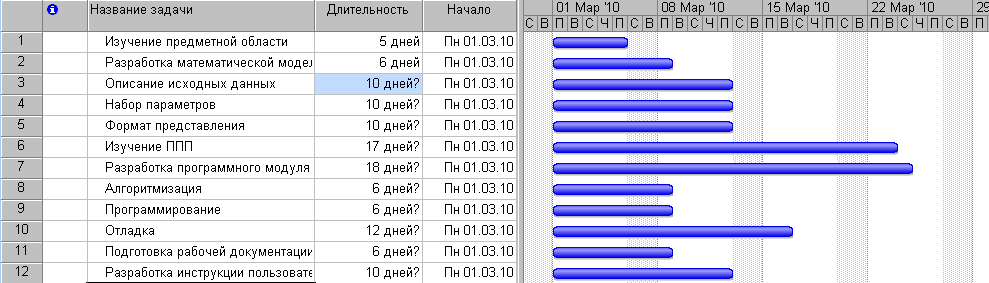 Название задачи Длительность Начало 01 Мар '10 08 Мар '10 15 Мар '10 22 Мар '10 29
С В П В С Ч П С В П В С Ч П С В П В С Ч П С В П В С Ч П С В П
1 Изучение предметной области 5 дней Пн 01.03.10
2 Разработка математической модел 6 дней Пн 01.03.10
3 Описание исходных данных 10 дней? Пн 01.03.10
4 Набор параметров 10 дней? Пн 01.03.10
5 Формат представления 10 дней? Пн 01.03.10
6 Изучение ППП 17 дней? Пн 01.03.10
7 Разработка программного модуля 18 дней? Пн 01.03.10
8 Алгоритмизация 6 дней? Пн 01.03.10
9 Программирование 6 дней? Пн 01.03.10
10 Отладка 12 дней? Пн 01.03.10
11 Подготовка рабочей документации 6 дней? Пн 01.03.10
12 Разработка инструкции пользовате 10 дней? Пн 01.03.10